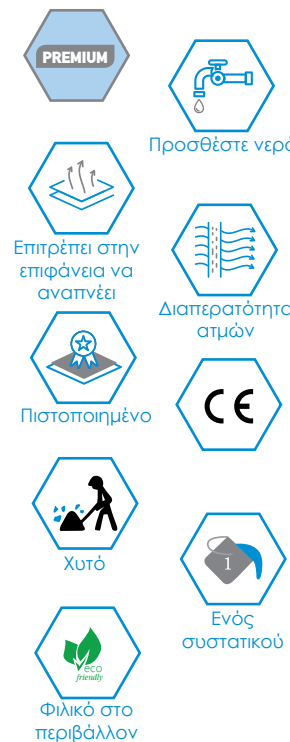 PREMIUM
Προσθέστε νερό
Επιτρέπει στην
επιφάνεια να
αναπνέει
Διαπερατότητα
ατμών
Πιστοποιημένο
CE
Χυτό
1
Ενός
συστατικού
eco
friendly
Φιλικό στο
περιβάλλον